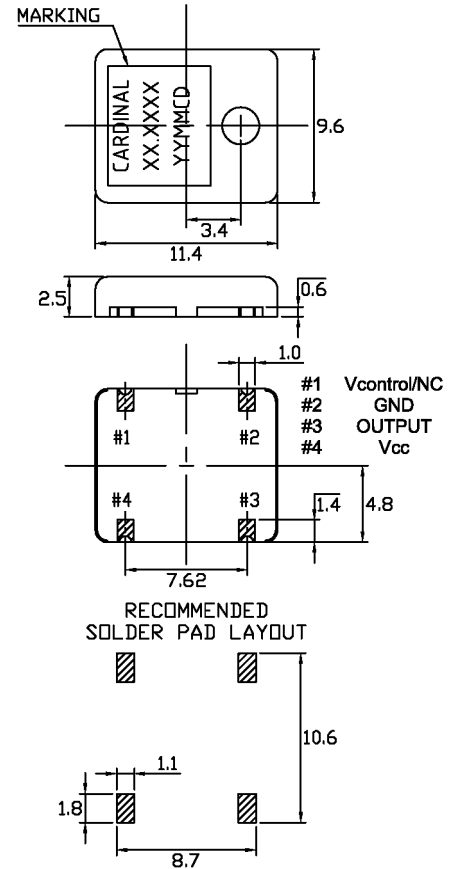 MARKING
CARDINAL
XX.XXXX
YYMMCD
9.6
3.4
11.4
2.5
0.6
1.0
#1 Vcontrol/NC
#2 GND
#3 OUTPUT
#4 Vcc
#1 #2
#4 #3
1.4
4.8
7.62
RECOMMENDED
SOLDER PAD LAYOUT
10.6
1.1
1.8
8.7